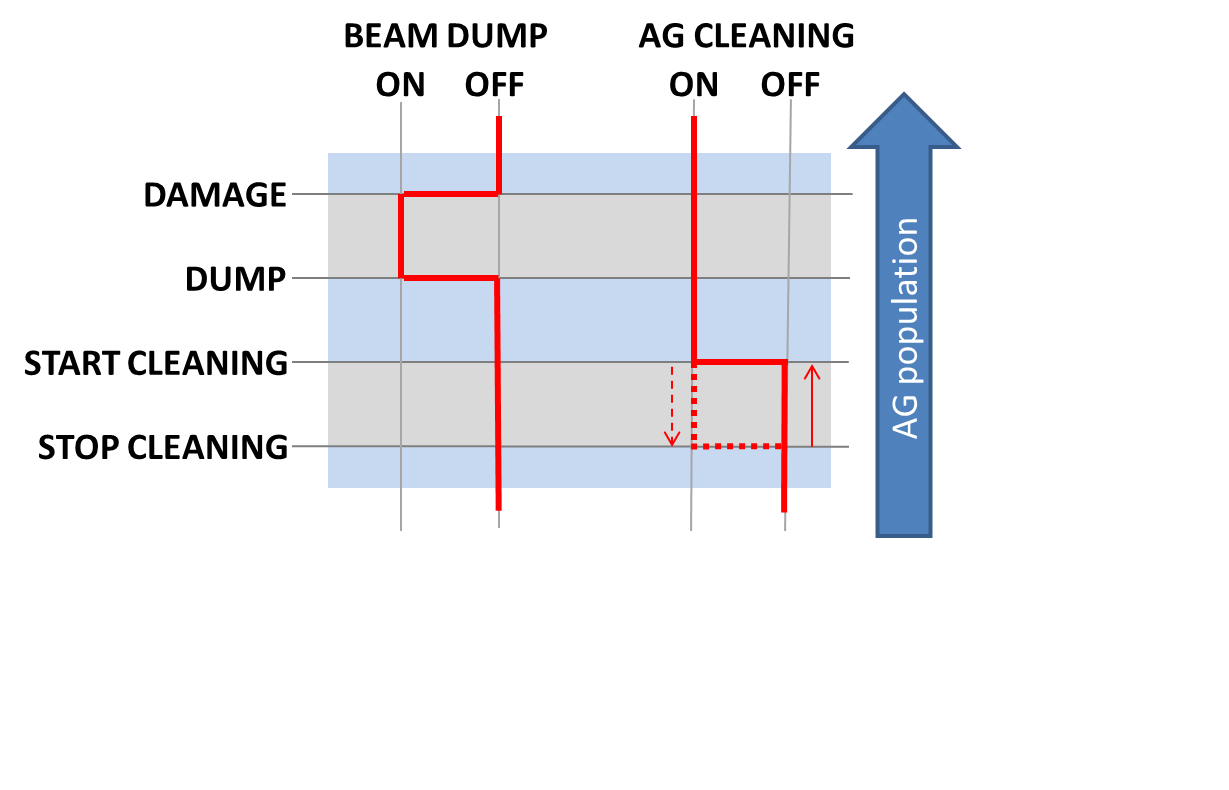 BEAM DUMP
AG CLEANING
ON
OFF
ON
OFF
DAMAGE
DUMP
START CLEANING
STOP CLEANING
AG population